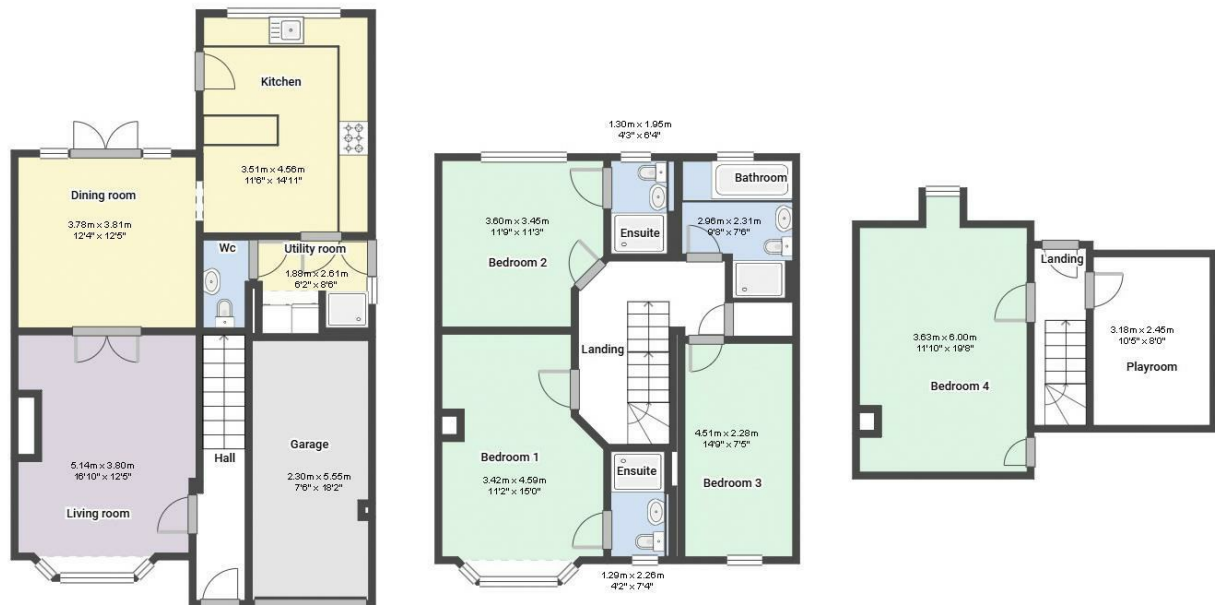 Kitchen
3.51m x 4.56m
11'6" x 14'11"
Dining room
3.78m x 3.81m
12'4" x 12'5"
Wc
Utility room
1.89m x 2.61m
6'2" x 8'6"
5.14m x 3.80m
16'10" x 12'5"
Living room
Hall
Garage
2.30m x 5.55m
7'6" x 18'2"
1.30m x 1.95m
4'3" x 6'4"
Bathroom
2.96m x 2.31m
9'8" x 7'6"
Ensuite
3.60m x 3.45m
11'9" x 11'3"
Bedroom 2
Landing
Bedroom 1
3.42m x 4.59m
11'2" x 15'0"
Ensuite
4.51m x 2.28m
14'9" x 7'5"
Bedroom 3
1.29m x 2.26m
4'2" x 7'4"
Landing
3.63m x 6.00m
11'10" x 19'8"
Bedroom 4
3.18m x 2.45m
10'5" x 8'0"
Playroom